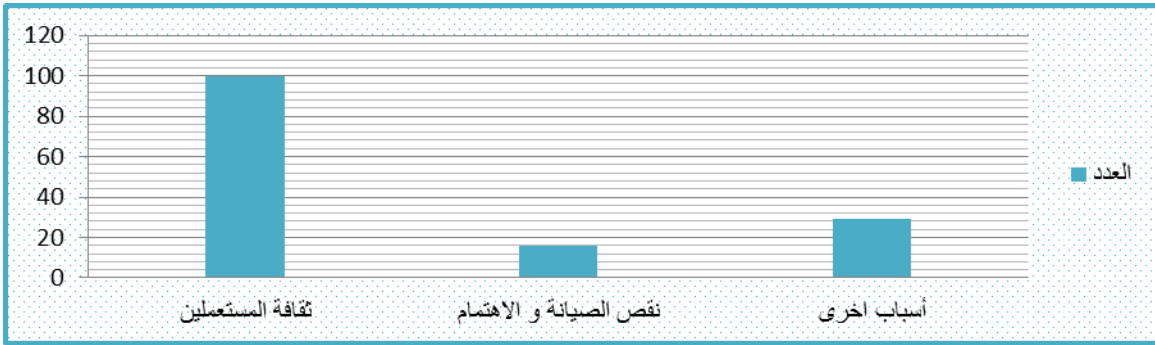 120
100
80
60
40
20
0
ثقافة المستعملين
نقص الصيانة و الاهتمام
أسباب اخرى
العدد